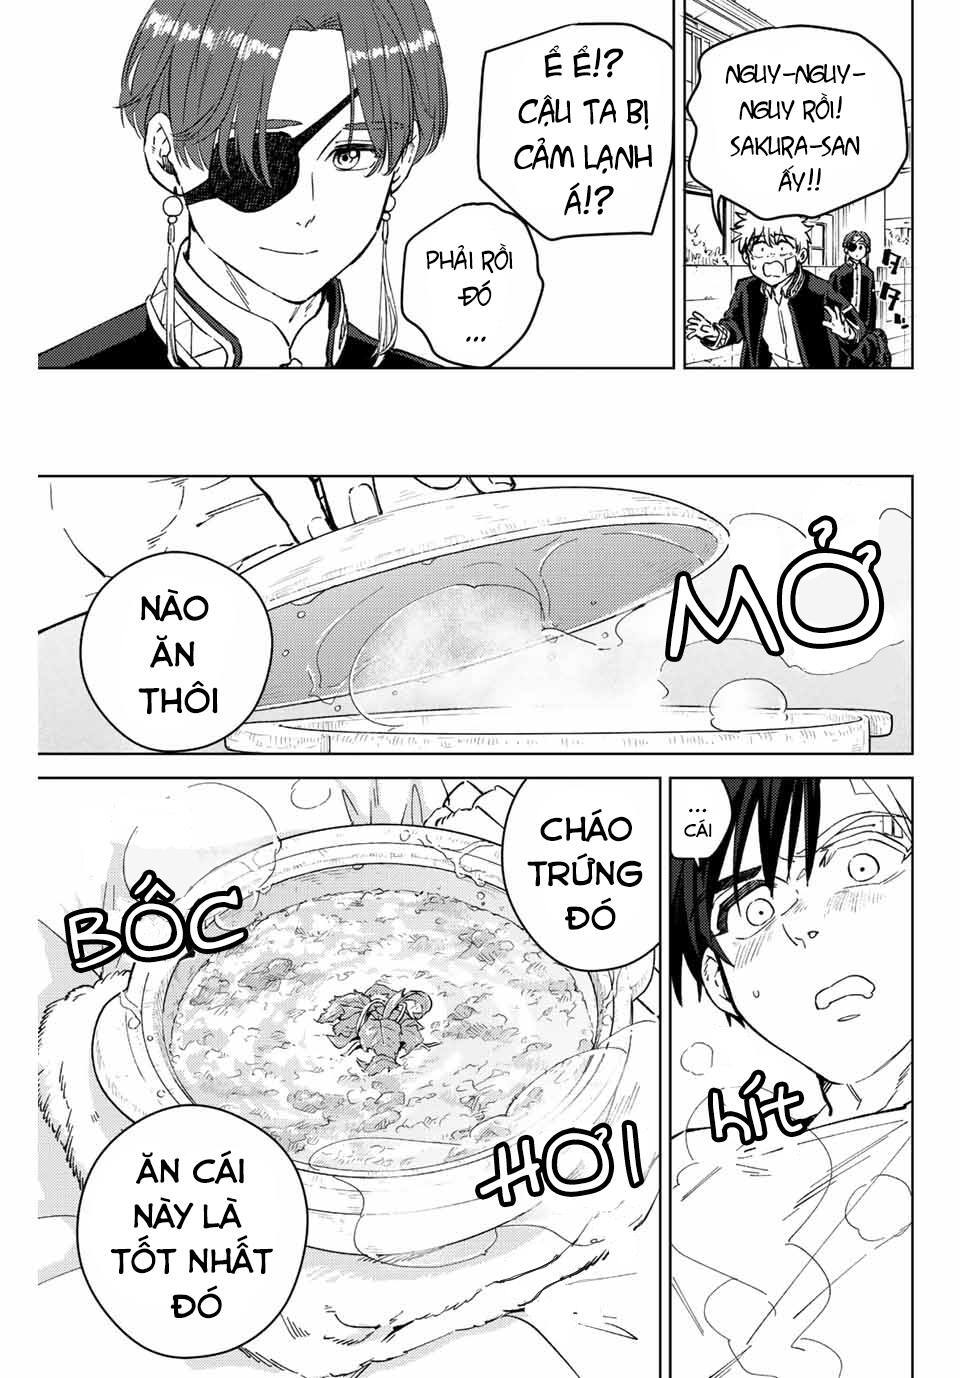 NGUY-NGUY-
NGUY RỒI!
SAKURA-SAN
ẤY!!
Ể Ể!?
CẬU TA BỊ
CẢM LẠNH
Á!?
PHẢI RỒI
ĐÓ
...
MỞ
NÀO
ĂN
THÔI
...
CÁI
hít
CHÁO
TRỨNG
ĐÓ
BỐC
HƠI
ĂN CÁI
NÀY LÀ
TỐT NHẤT
ĐÓ